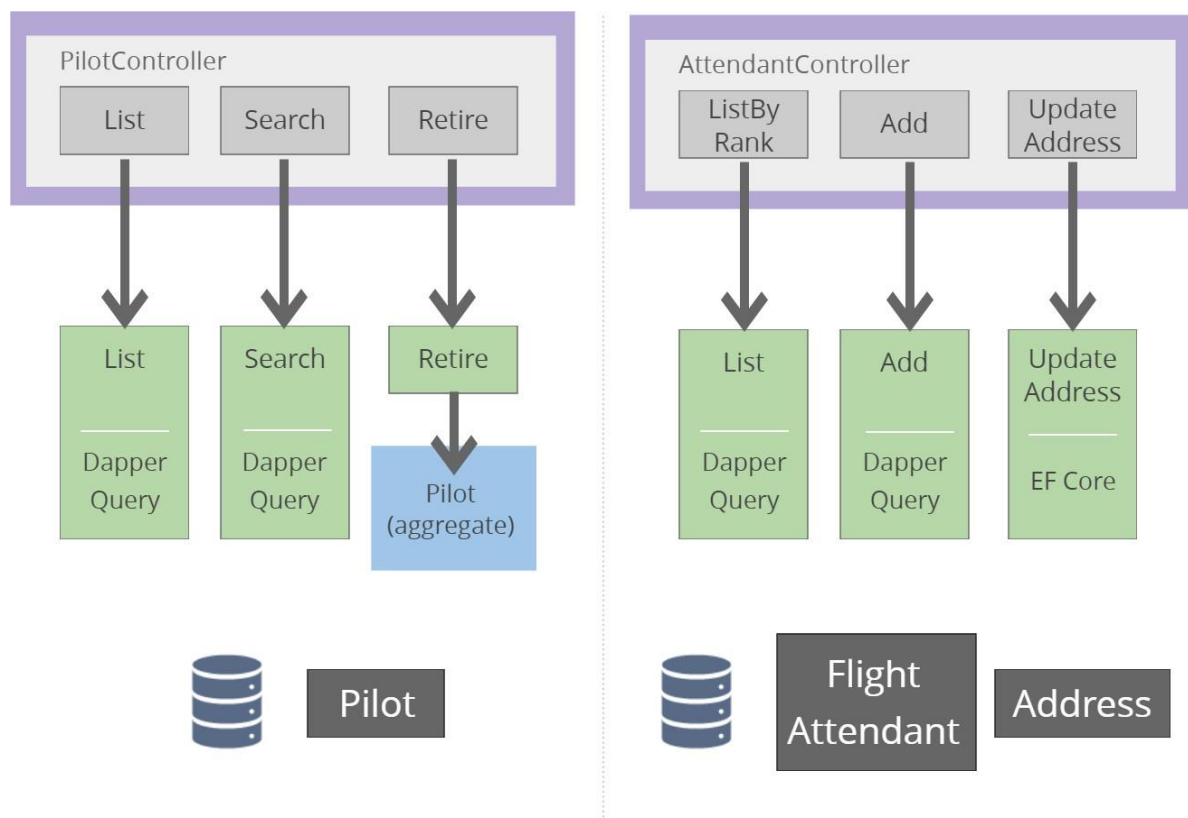 PilotController
List
Search
Retire
List
Dapper
Query
Search
Dapper
Query
Retire
Pilot
(aggregate)
Pilot
AttendantController
ListBy
Rank
Add
Update
Address
List
Dapper
Query
Add
Dapper
Query
Update
Address
EF Core
Flight
Attendant
Address